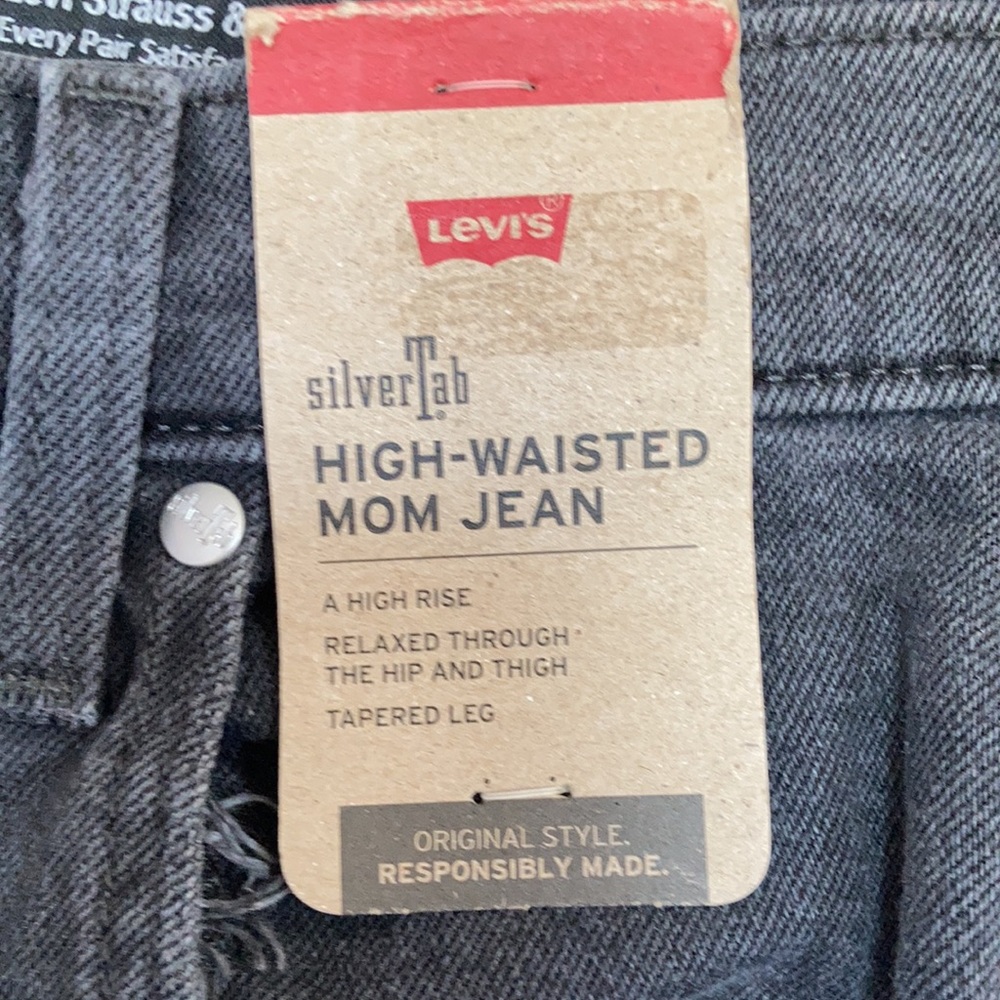 Strauss &
Every Pair
LEVI'S®
silverTab®
HIGH-WAISTED
MOM JEAN
A HIGH RISE
RELAXED THROUGH
THE HIP AND THIGH
TAPERED LEG
ORIGINAL STYLE.
RESPONSIBLY MADE.